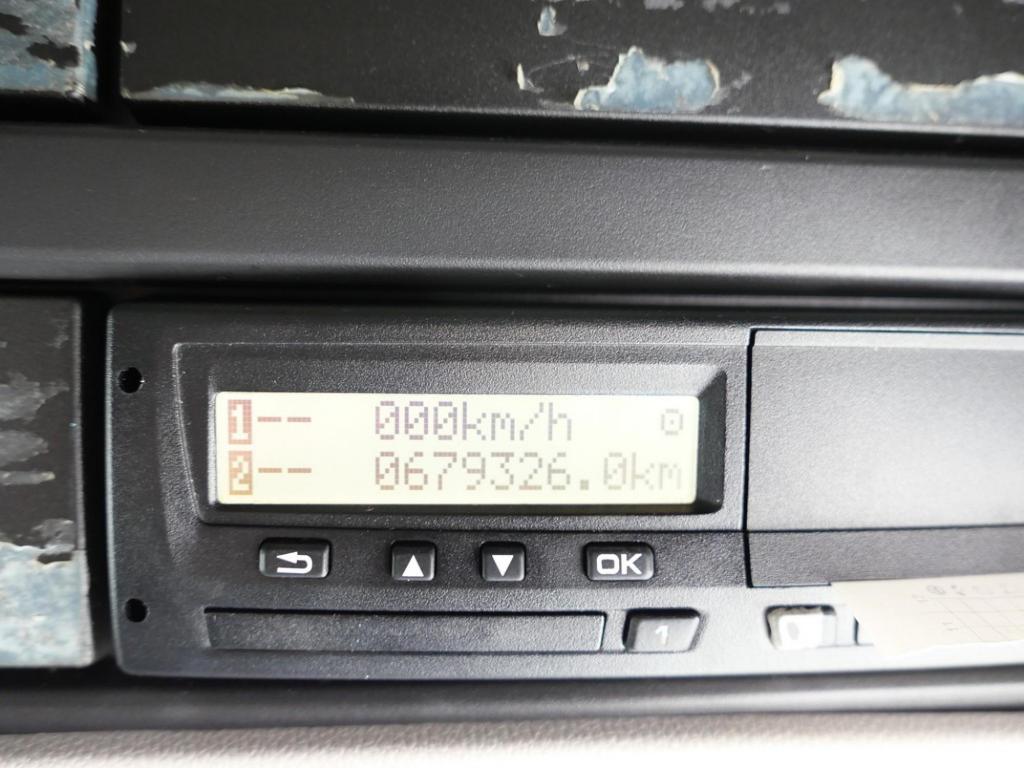 1-- 000km/h
2-- 0679326.0km
▲ ▼ OK
1